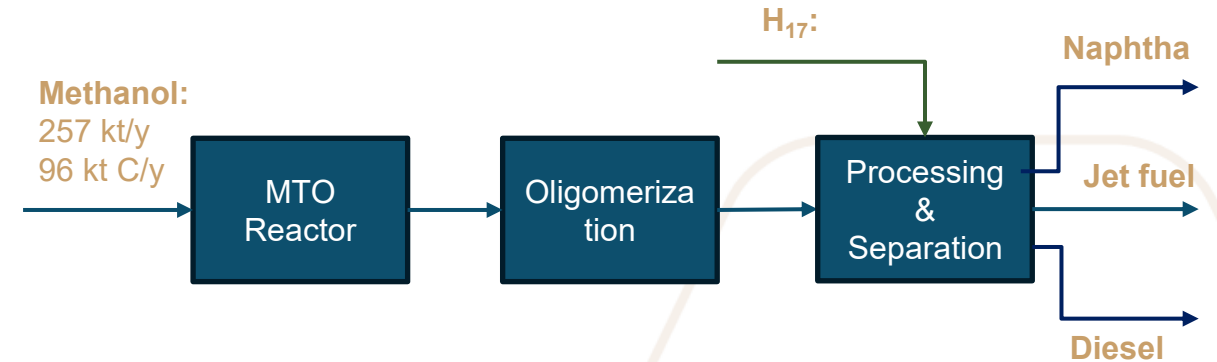 H₁₇:
Naphtha
Methanol:
257 kt/y
96 kt C/y
MTO
Reactor
Oligomeriza
tion
Processing
&
Separation
Jet fuel
Diesel